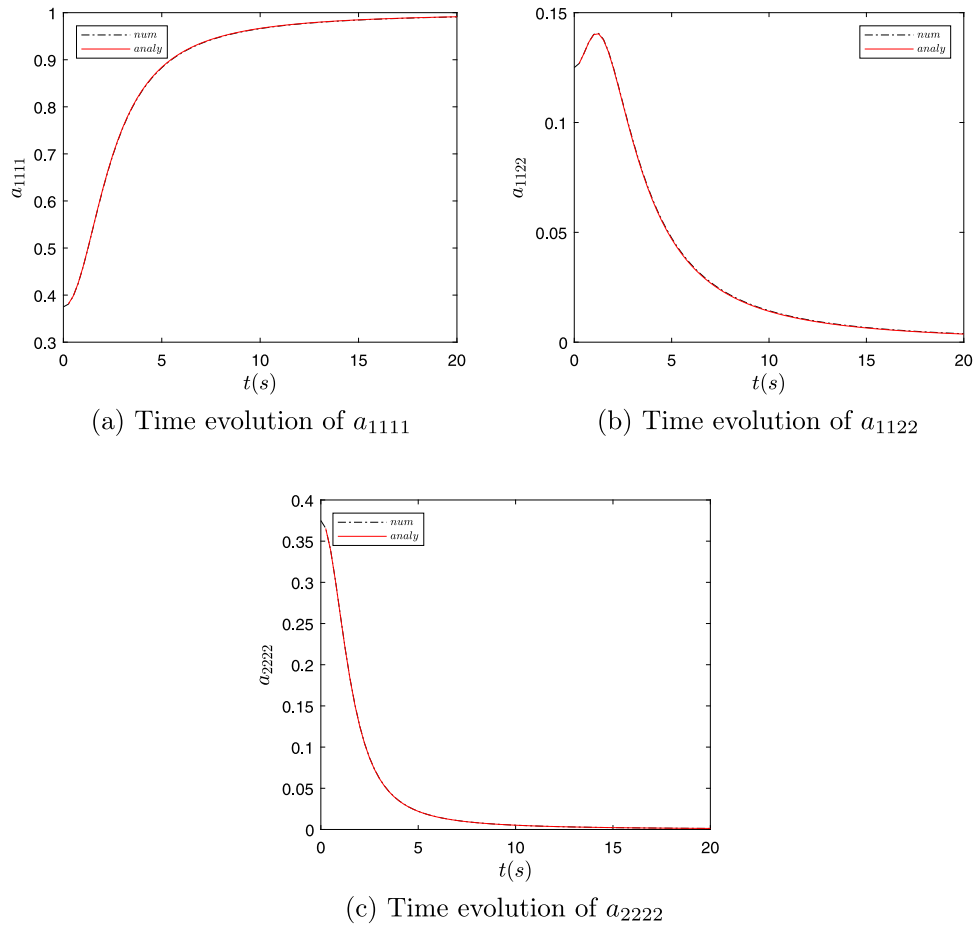 1
0.9
0.8
0.7
0.6
0.5
0.4
0.3
a1111
num
analy
0 5 10 15 20
t(s)
(a) Time evolution of a1111
0.15
0.1
0.05
0
a1122
num
analy
0 5 10 15 20
t(s)
(b) Time evolution of a1122
0.4
0.35
0.3
0.25
0.2
0.15
0.1
0.05
0
a2222
num
analy
0 5 10 15 20
t(s)
(c) Time evolution of a2222